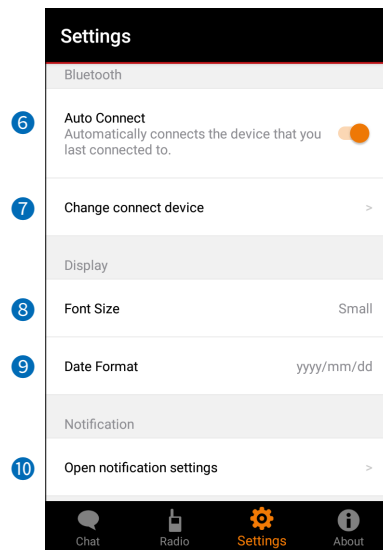 Settings
Bluetooth
6
Auto Connect
Automatically connects the device that you
last connected to.
7
Change connect device >
Display
8
Font Size Small
9
Date Format yyyy/mm/dd
Notification
10
Open notification settings >
Chat Radio Settings About